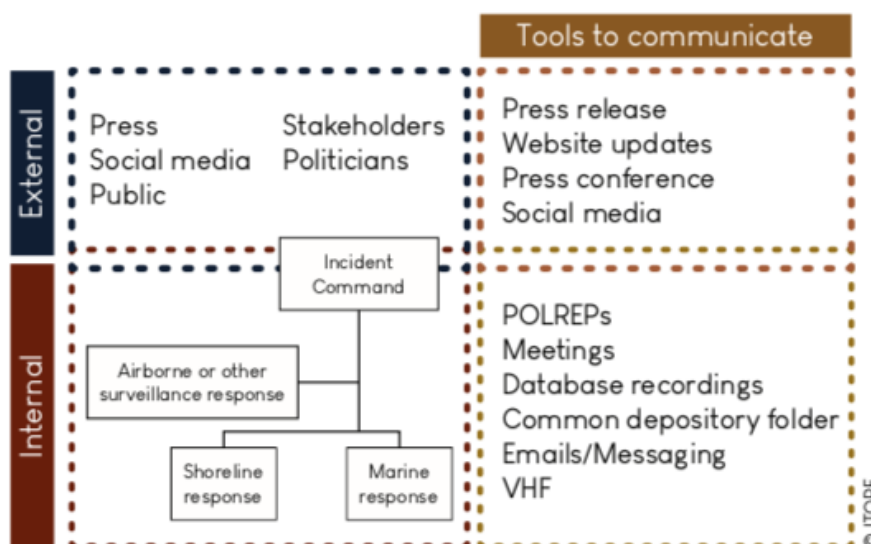 Tools to communicate
External
Press
Social media
Public
Stakeholders
Politicians
Press release
Website updates
Press conference
Social media
Internal
Incident
Command
Airborne or other
surveillance response
Shoreline
response
Marine
response
POLREPs
Meetings
Database recordings
Common depository folder
Emails/Messaging
VHF